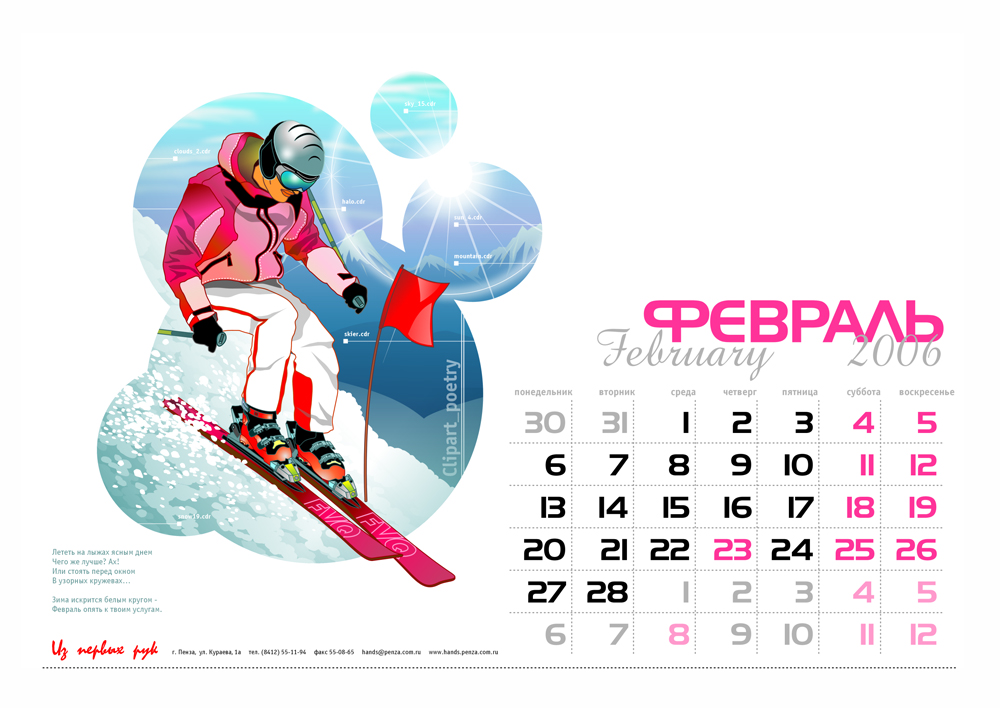 sky_15.cdr
clouds_2.cdr
halo.cdr
sun_4.cdr
mountain.cdr
skier.cdr
Clipart_poetry
snow10.cdr
EVO EVO
ФЕВРАЛЬ
February 2006
понедельник вторник среда четверг пятница суббота воскресенье
30 31 1 2 3 4 5
6 7 8 9 10 11 12
13 14 15 16 17 18 19
20 21 22 23 24 25 26
27 28 1 2 3 4 5
6 7 8 9 10 11 12
Лететь на лыжах ясным днем
Чего же лучше? Ах!
Или стоять перед окном
В узорных кружевах...
Зима искрится белым кругом -
Февраль опять к твоим услугам.
Из первых рук г. Пенза, ул. Кураева, 1а тел. (8412) 55-11-94 факс 55-08-65 hands@penza.com.ru www.hands.penza.com.ru